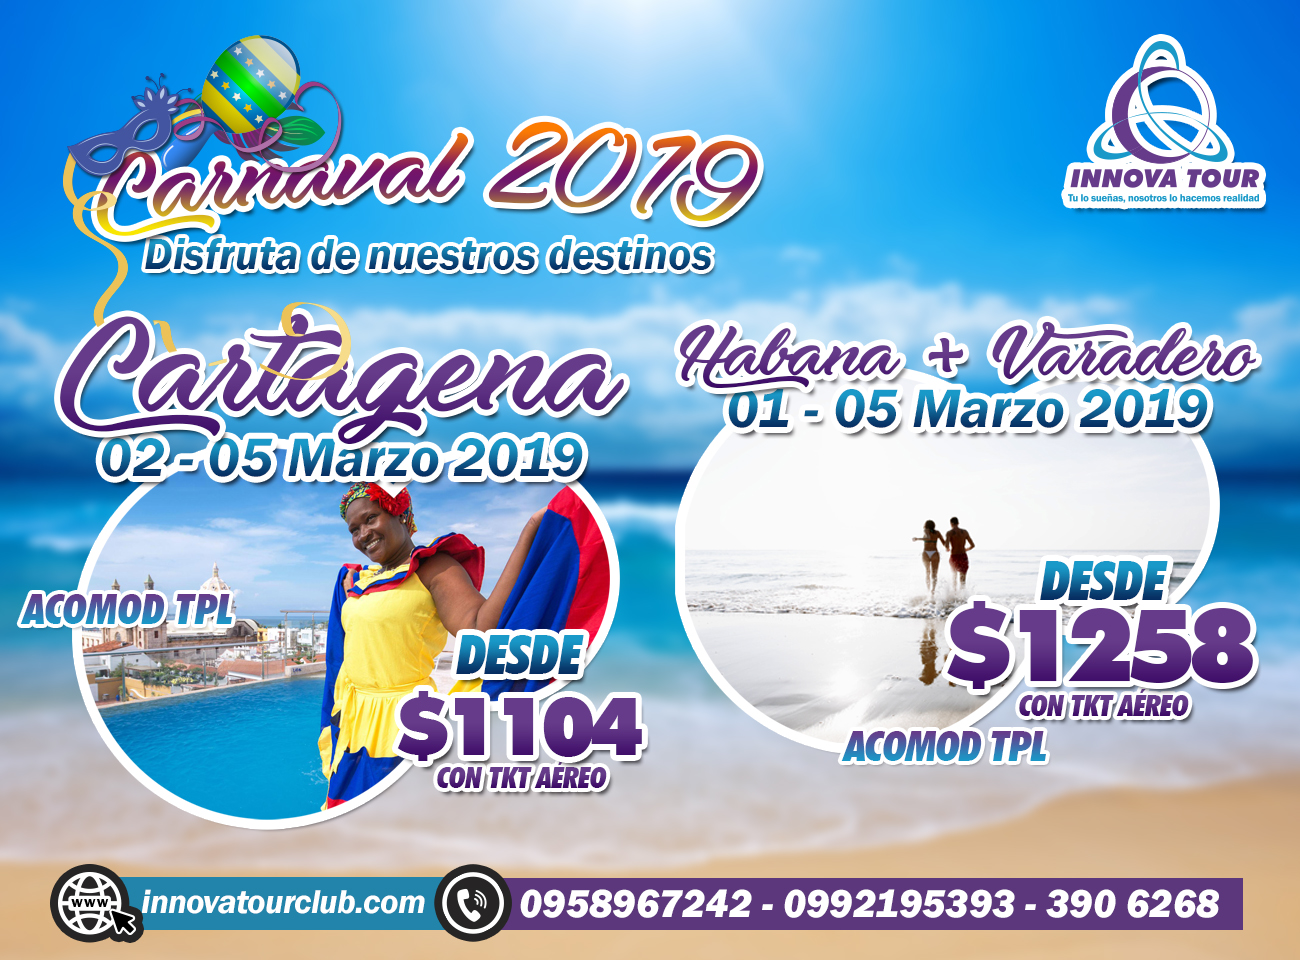 Carnaval 2019
Disfruta de nuestros destinos
INNOVA TOUR
Tu lo sueñas, nosotros lo hacemos realidad
Cartagena
02 - 05 Marzo 2019
ACOMOD TPL
DESDE
$1104
CON TKT AÉREO
Habana + Varadero
01 - 05 Marzo 2019
DESDE
$1258
CON TKT AÉREO
ACOMOD TPL
www
innovatourclub.com
0958967242 - 0992195393 - 390 6268